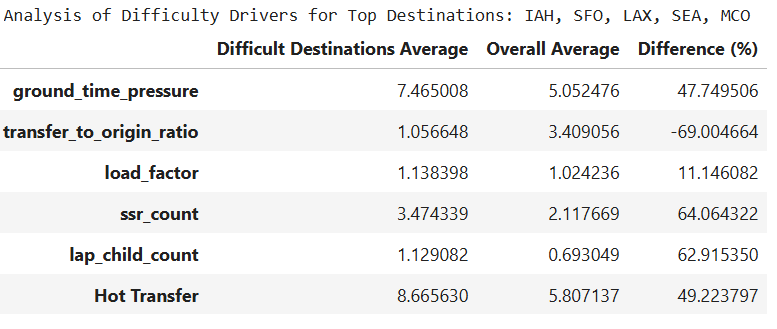 Analysis of Difficulty Drivers for Top Destinations: IAH, SFO, LAX, SEA, MCO
Difficult Destinations Average Overall Average Difference (%)
ground_time_pressure 7.465008 5.052476 47.749506
transfer_to_origin_ratio 1.056648 3.409056 -69.004664
load_factor 1.138398 1.024236 11.146082
ssr_count 3.474339 2.117669 64.064322
lap_child_count 1.129082 0.693049 62.915350
Hot Transfer 8.665630 5.807137 49.223797